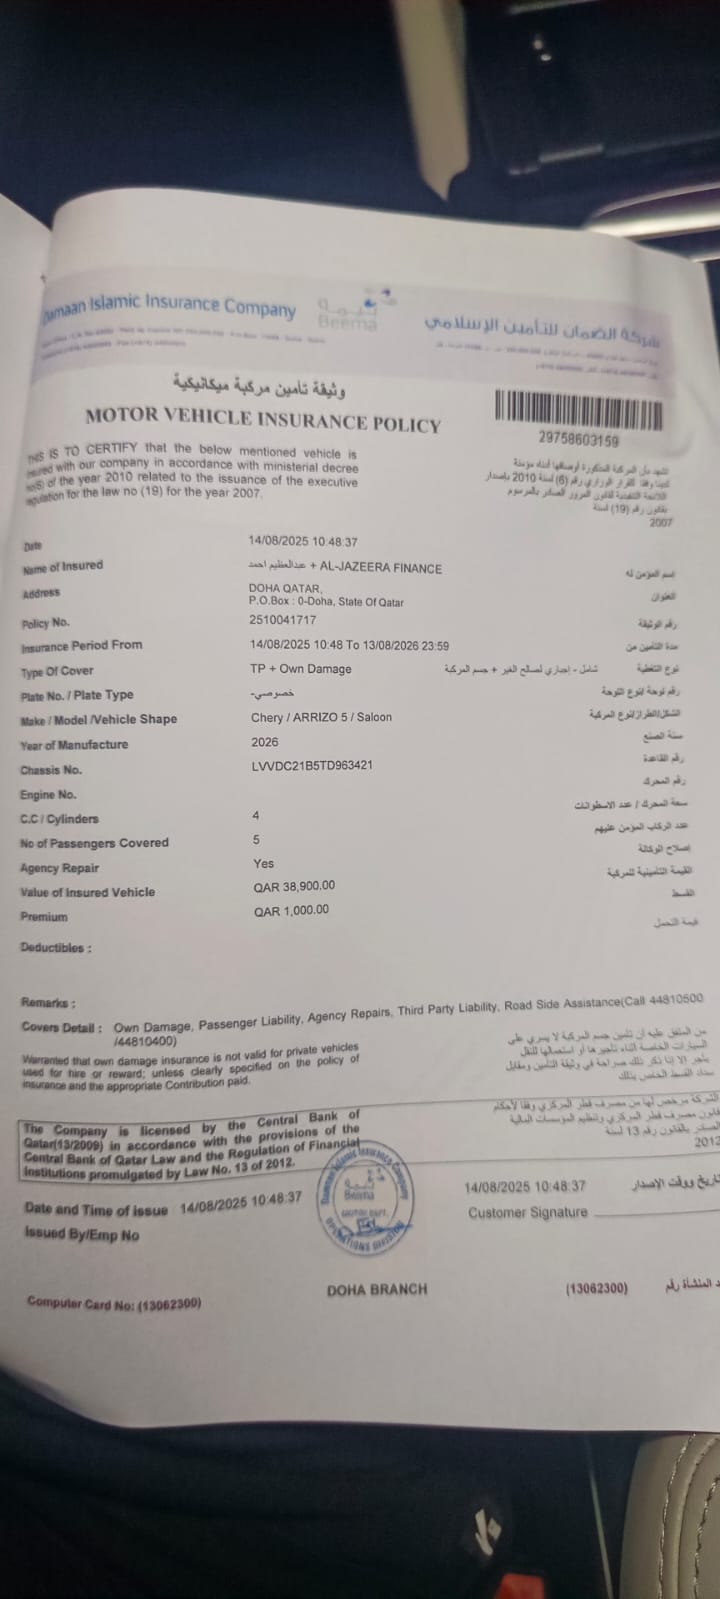 Damaan Islamic Insurance Company
Beema
شركة الضمان للتأمين الإسلامي
وثيقة تأمين مركبة ميكانيكية
MOTOR VEHICLE INSURANCE POLICY
29758603159
THIS IS TO CERTIFY that the below mentioned vehicle is
insured with our company in accordance with ministerial decree
no(6) of the year 2010 related to the issuance of the executive
regulation for the law no (19) for the year 2007.
تشهد بأن المركبة المذكورة أوصافها أدناه مؤمنة
لدينا وفقا للقرار الوزاري رقم (6) لسنة 2010 بإصدار
اللائحة التنفيذية لقانون المرور الصادر بالمرسوم
بقانون رقم (19) لسنة
2007
Date 14/08/2025 10:48:37
Name of Insured عبدالعظيم احمد + AL-JAZEERA FINANCE اسم المؤمن له
Address DOHA QATAR, العنوان
P.O.Box : 0-Doha, State Of Qatar
Policy No. 2510041717 رقم الوثيقة
Insurance Period From 14/08/2025 10:48 To 13/08/2026 23:59 مدة التأمين من
Type Of Cover TP + Own Damage شامل - إجباري لصالح الغير + جسم المركبة نوع التغطية
Plate No. / Plate Type -خصوصي رقم لوحة /نوع اللوحة
Make / Model /Vehicle Shape Chery / ARRIZO 5 / Saloon الشكل/الطراز/نوع المركبة
Year of Manufacture 2026 سنة الصنع
Chassis No. LVVDC21B5TD963421 رقم القاعدة
Engine No. رقم المحرك
C.C / Cylinders 4 سعة المحرك / عدد الاسطوانات
No of Passengers Covered 5 عدد الركاب المؤمن عليهم
Agency Repair Yes إصلاح الوكالة
Value of Insured Vehicle QAR 38,900.00 القيمة التأمينية للمركبة
Premium QAR 1,000.00 القسط
Deductibles : قيمة التحمل
Remarks :
Covers Detail : Own Damage, Passenger Liability, Agency Repairs, Third Party Liability, Road Side Assistance(Call 44810500
/44810400)
Warranted that own damage insurance is not valid for private vehicles
used for hire or reward; unless clearly specified on the policy of
insurance and the appropriate Contribution paid.
من المتفق عليه أن تأمين جسم المركبة لا يسري على
السيارات الخاصة أثناء تأجيرها أو استعمالها للنقل
بأجر إلا إذا ذكر ذلك صراحة في وثيقة التأمين ومقابل
سداد القسط الخاص بذلك
The Company is licensed by the Central Bank of
Qatar(13/2009) in accordance with the provisions of the
Central Bank of Qatar Law and the Regulation of Financial
Institutions promulgated by Law No. 13 of 2012.
الشركة مرخص لها من مصرف قطر المركزي وفقا لأحكام
قانون مصرف قطر المركزي وتنظيم المؤسسات المالية
الصادر بالقانون رقم 13 لسنة
2012
Date and Time of issue 14/08/2025 10:48:37
14/08/2025 10:48:37 تاريخ ووقت الإصدار
Issued By/Emp No
Customer Signature
Damaan Islamic Insurance Company
Beema
MOTOR DEPT.
OPERATIONS DIVISION
Computer Card No: (13062300)
DOHA BRANCH
(13062300) المنشأة رقم